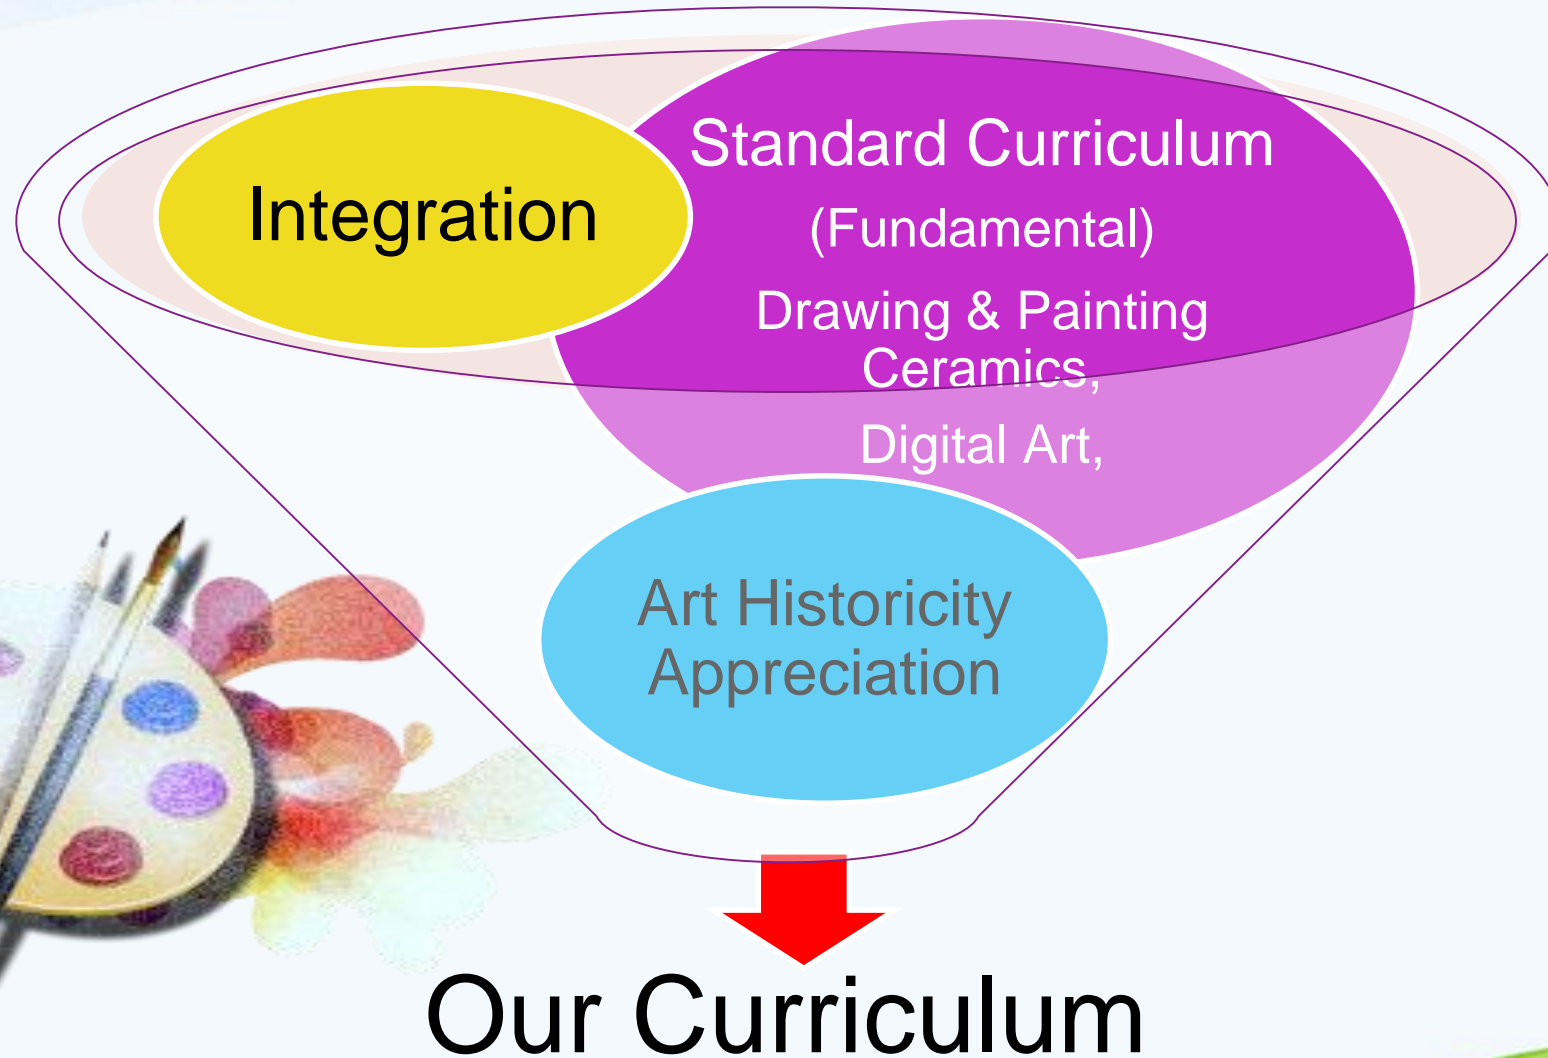 Integration
Standard Curriculum
(Fundamental)
Drawing & Painting
Ceramics,
Digital Art,
Art Historicity
Appreciation
Our Curriculum